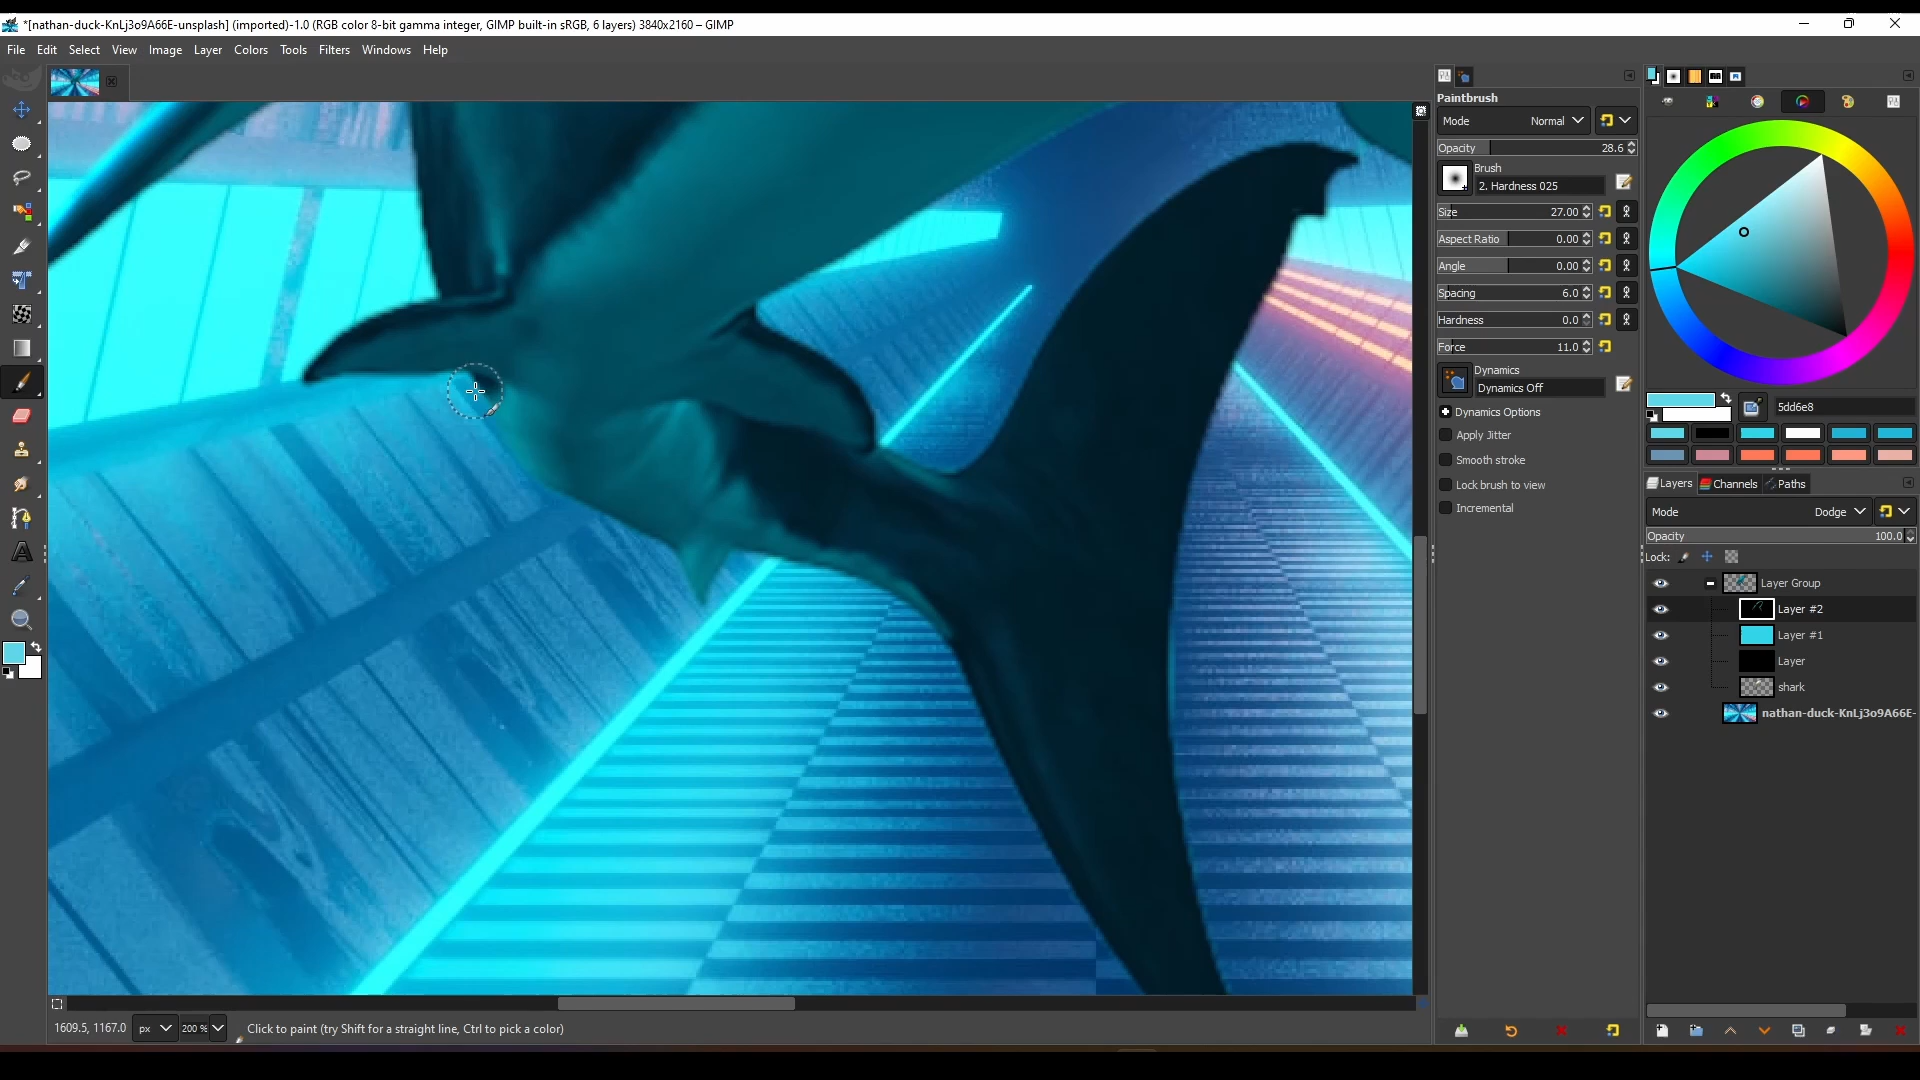 *[nathan-duck-KnLj3o9A66E-unsplash] (imported)-1.0 (RGB color 8-bit gamma integer, GIMP built-in sRGB, 6 layers) 3840x2160 – GIMP
File Edit Select View Image Layer Colors Tools Filters Windows Help
Paintbrush
Mode Normal
Opacity 28.6
Brush
2. Hardness 025
Size 27.00
Aspect Ratio 0.00
Angle 0.00
Spacing 6.0
Hardness 0.0
Force 11.0
Dynamics
Dynamics Off
Dynamics Options
Apply Jitter
Smooth stroke
Lock brush to view
Incremental
5dd6e8
Layers Channels Paths
Mode Dodge
Opacity 100.0
Lock:
Layer Group
Layer #2
Layer #1
Layer
shark
nathan-duck-KnLj3o9A66E-
1609.5, 1167.0 px 200 % Click to paint (try Shift for a straight line, Ctrl to pick a color)